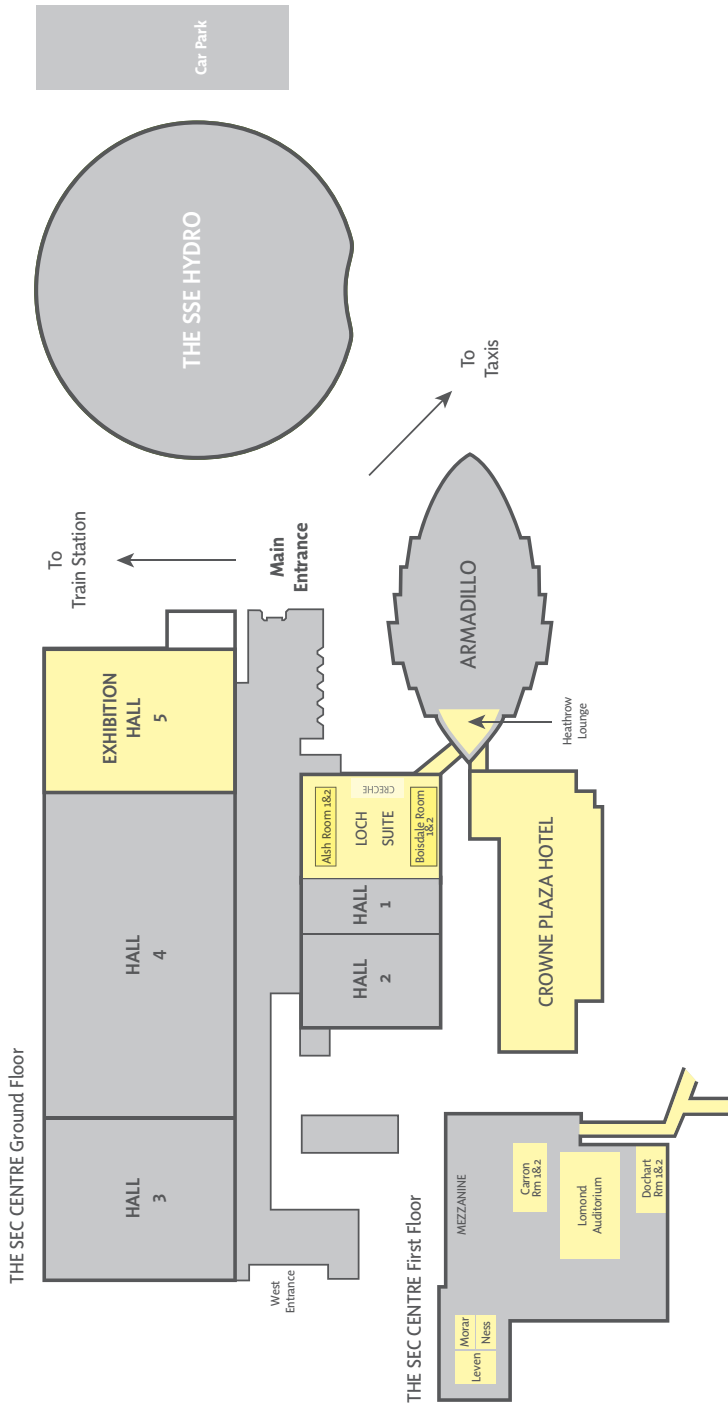 THE SEC CENTRE Ground Floor
HALL
3
HALL
4
EXHIBITION
HALL
5
To
Train Station
THE SSE HYDRO
Car Park
West
Entrance
Main
Entrance
HALL
2
HALL
1
Alsh Room 1&2
LOCH
SUITE
CRECHE
Boisdale Room
1&2
To
Taxis
ARMADILLO
Heathrow
Lounge
CROWNE PLAZA HOTEL
THE SEC CENTRE First Floor
MEZZANINE
Leven
Morar
Ness
Carron
Rm 1&2
Lomond
Auditorium
Dochart
Rm 1&2